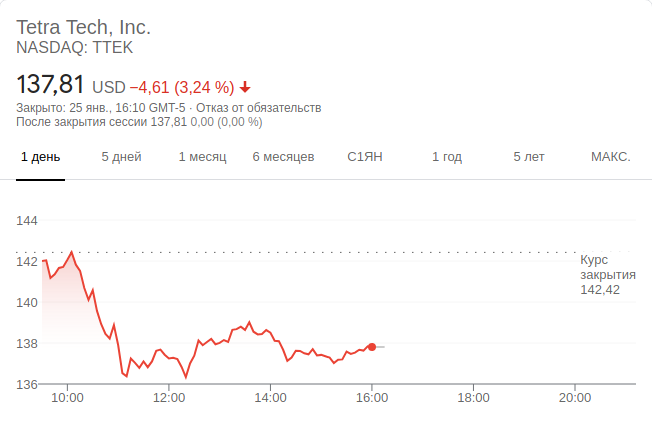 Tetra Tech, Inc.
NASDAQ: TTEK
137,81 USD −4,61 (3,24 %)
Закрыто: 25 янв., 16:10 GMT-5 · Отказ от обязательств
После закрытия сессии 137,81 0,00 (0,00 %)
1 день 5 дней 1 месяц 6 месяцев С1ЯН 1 год 5 лет МАКС.
144
142
140
138
136
Курс
закрытия
142,42
10:00 12:00 14:00 16:00 18:00 20:00